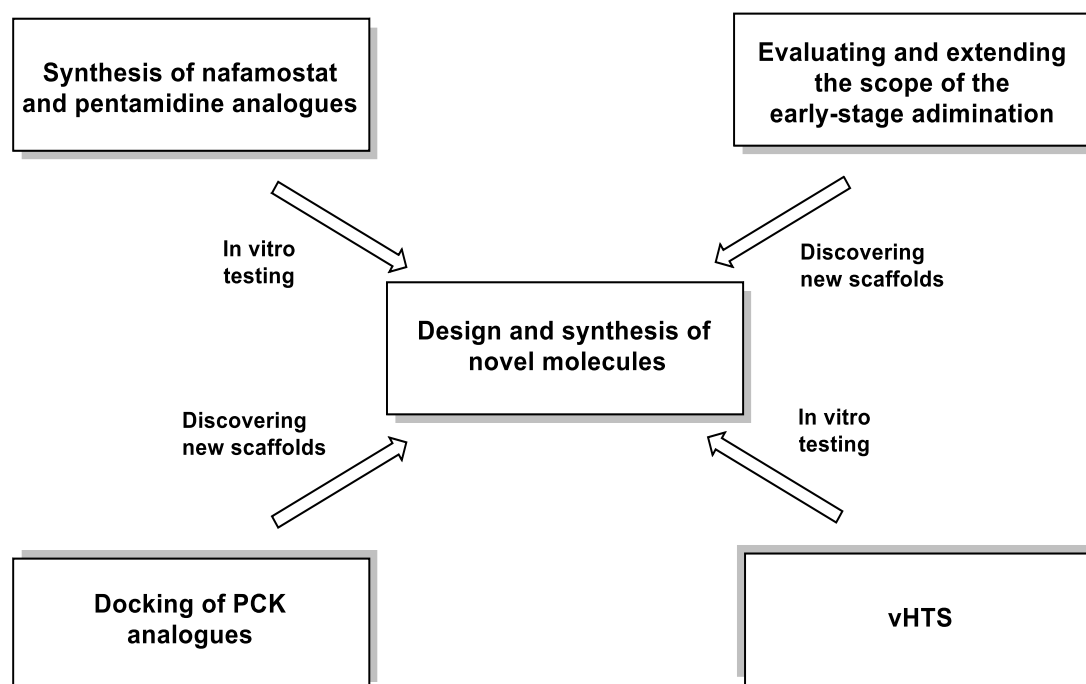 Synthesis of nafamostat
and pentamidine analogues
Evaluating and extending
the scope of the
early-stage adimination
In vitro
testing
Discovering
new scaffolds
Design and synthesis of
novel molecules
Discovering
new scaffolds
In vitro
testing
Docking of PCK
analogues
vHTS